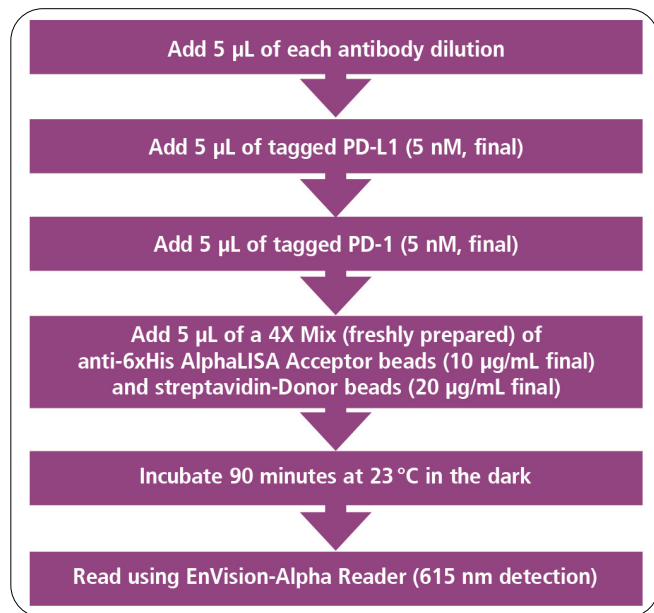 Add 5 µL of each antibody dilution
Add 5 µL of tagged PD-L1 (5 nM, final)
Add 5 µL of tagged PD-1 (5 nM, final)
Add 5 µL of a 4X Mix (freshly prepared) of
anti-6xHis AlphaLISA Acceptor beads (10 µg/mL final)
and streptavidin-Donor beads (20 µg/mL final)
Incubate 90 minutes at 23 °C in the dark
Read using EnVision-Alpha Reader (615 nm detection)